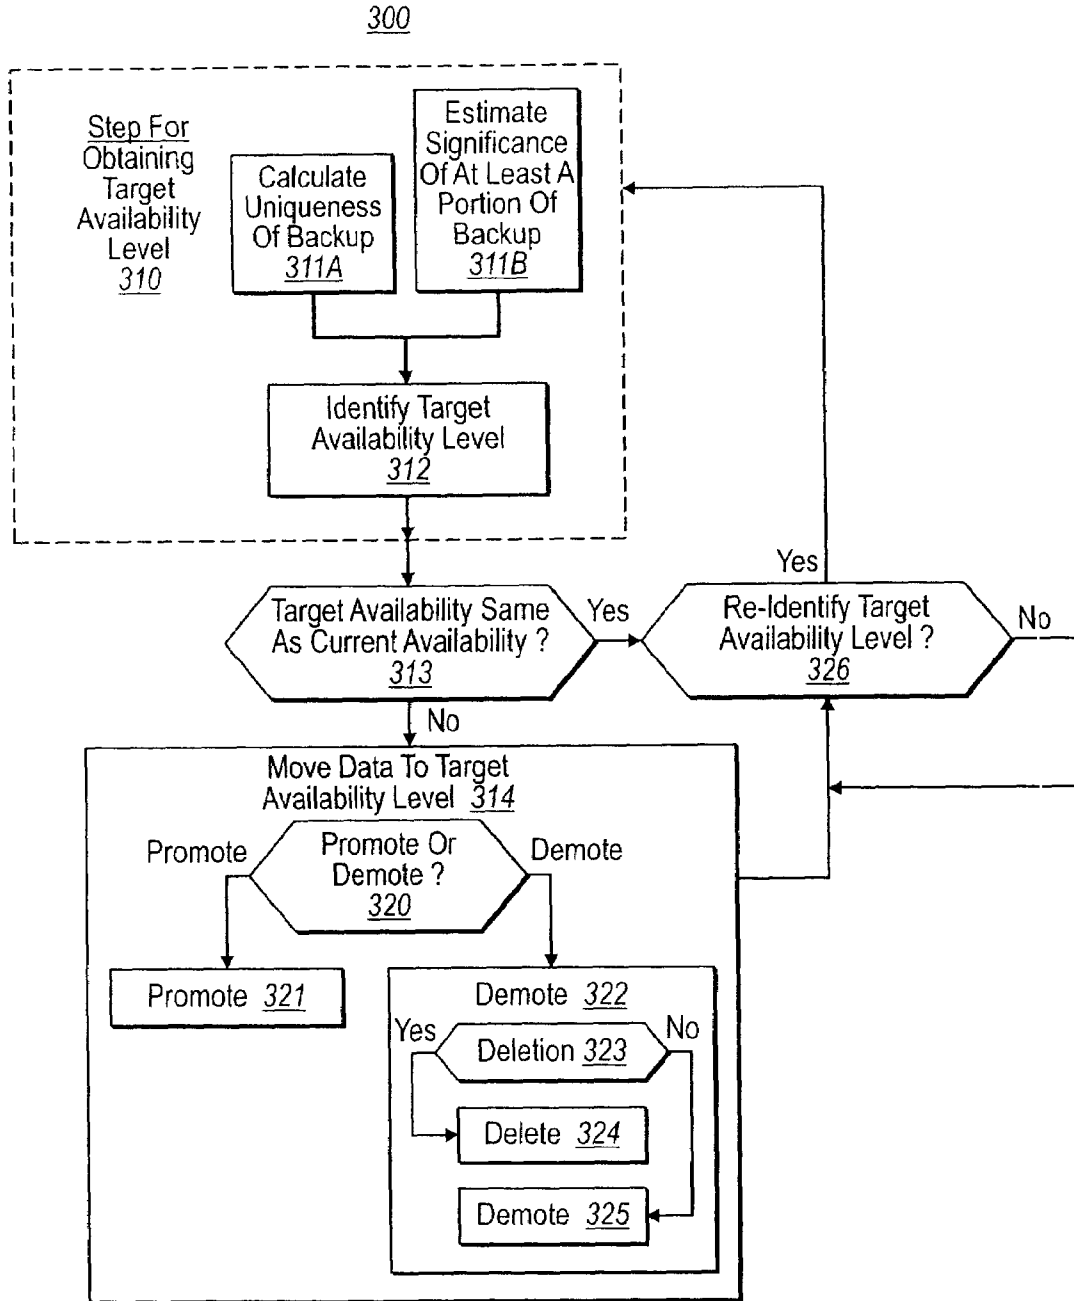 300
Step For
Obtaining
Target
Availability
Level
310
Calculate
Uniqueness
Of Backup
311A
Estimate
Significance
Of At Least A
Portion Of
Backup
311B
Identify Target
Availability Level
312
Target Availability Same
As Current Availability ?
313
Yes
No
Re-Identify Target
Availability Level ?
326
Yes
No
Move Data To Target
Availability Level 314
Promote Or
Demote ?
320
Promote
Demote
Promote 321
Demote 322
Deletion 323
Yes
No
Delete 324
Demote 325